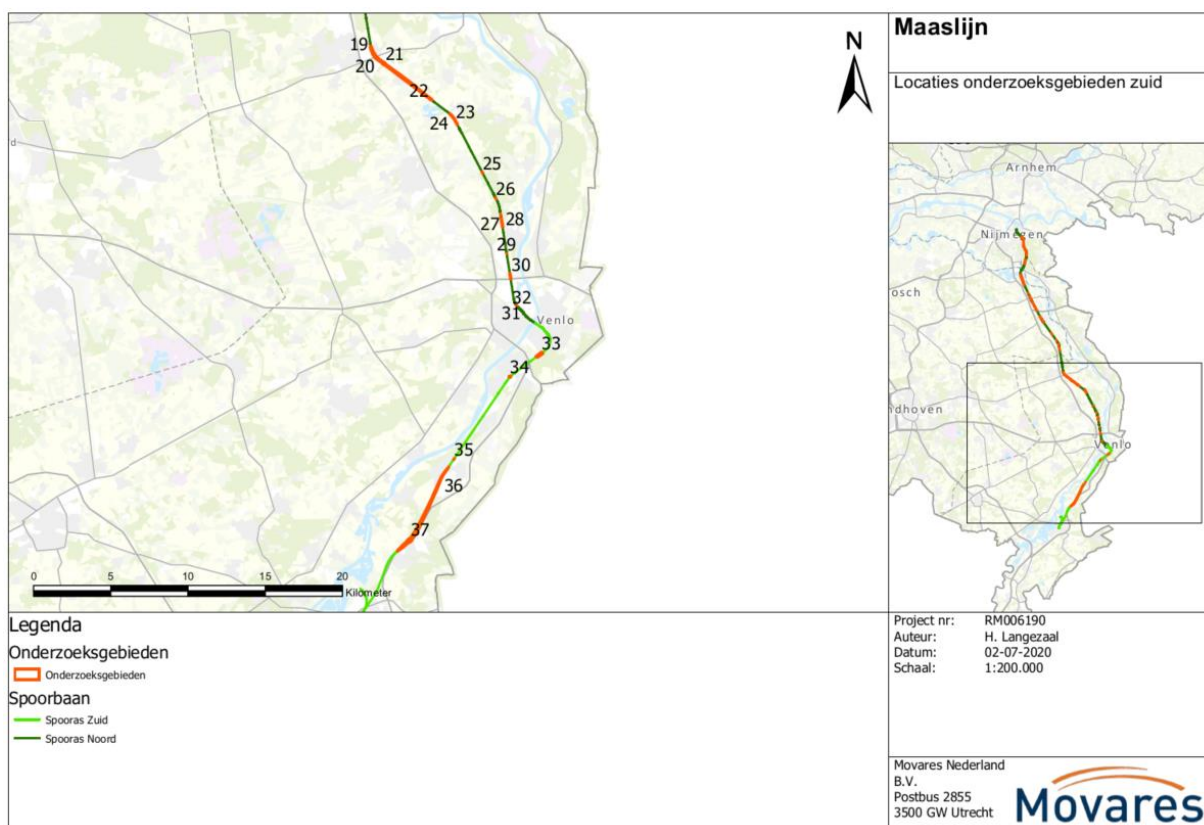 19
21
20
22
23
24
25
26
27
28
29
30
32
31
Venlo
33
34
35
36
37
d
N
0 5 10 15 20
Kilometer
Legenda
Onderzoeksgebieden
Onderzoeksgebieden
Spoorbaan
Spooras Zuid
Spooras Noord
Maaslijn
Locaties onderzoeksgebieden zuid
Arnhem
Nijmegen
osch
ndhoven
Venlo
Project nr: RM006190
Auteur: H. Langezaal
Datum: 02-07-2020
Schaal: 1:200.000
Movares Nederland
B.V.
Postbus 2855
3500 GW Utrecht
Movares